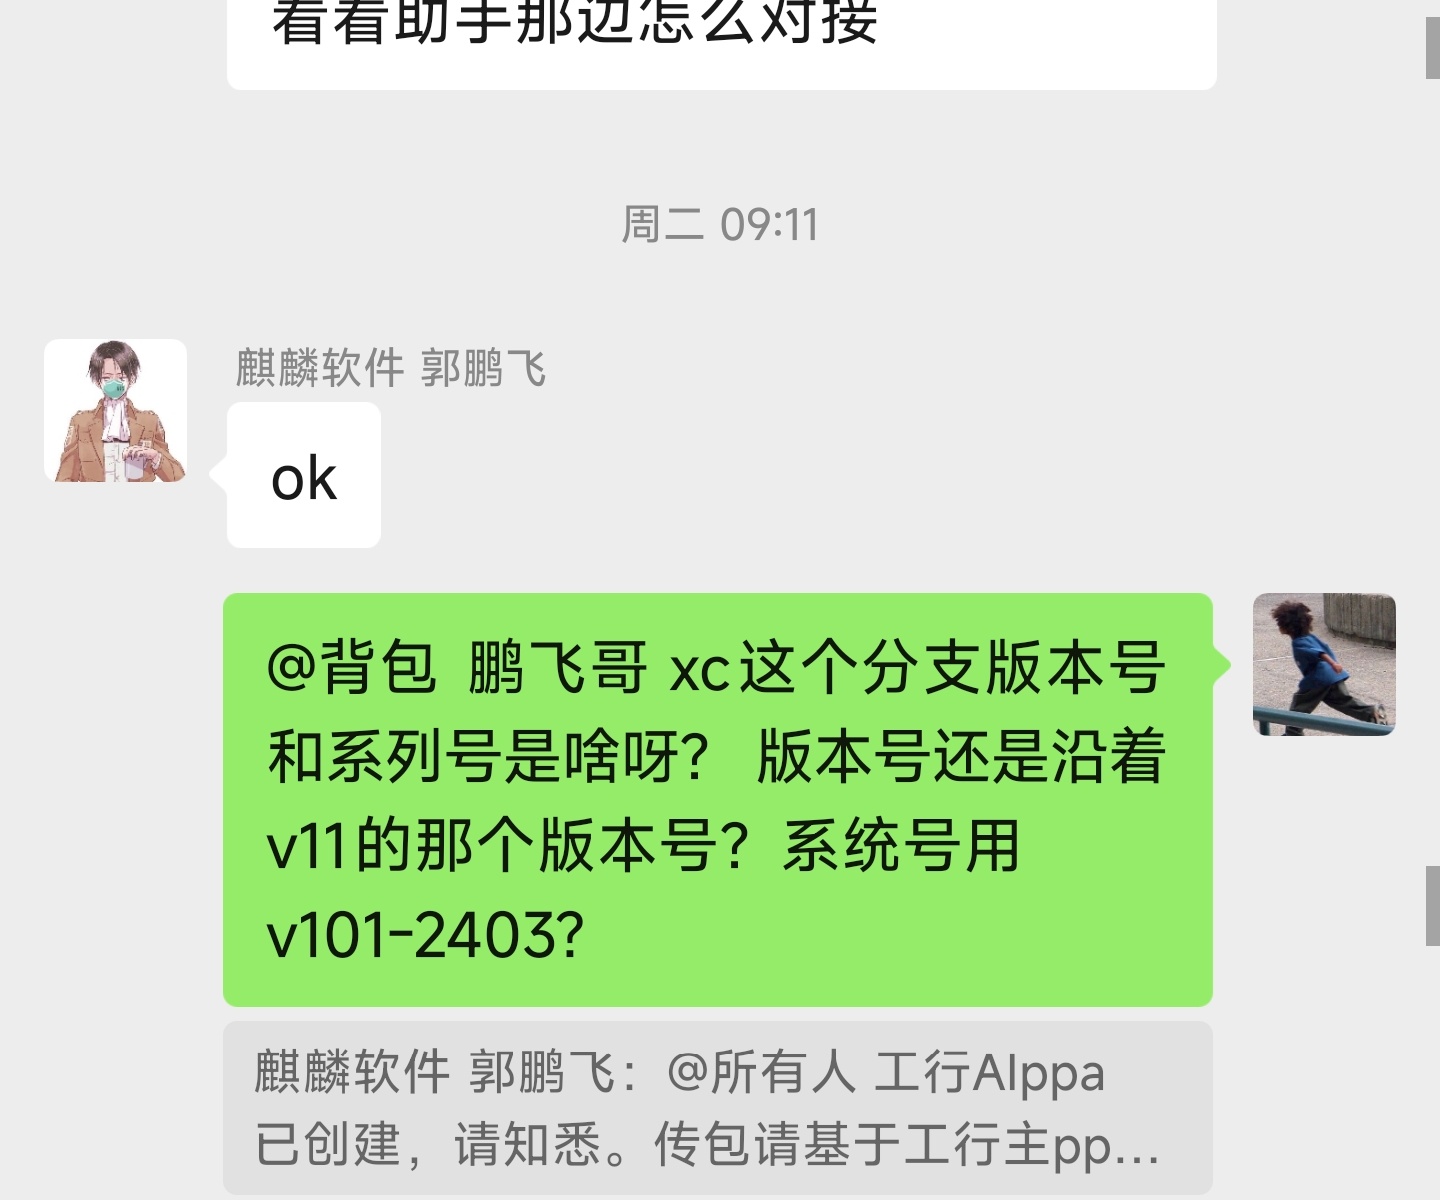 看看助手那边怎么对接
周二 09:11
麒麟软件 郭鹏飞
ok
@背包 鹏飞哥 xc这个分支版本号
和系列号是啥呀? 版本号还是沿着
v11的那个版本号? 系统号用
v101-2403?
麒麟软件 郭鹏飞: @所有人 工行AIppa
已创建, 请知悉。传包请基于工行主pp...